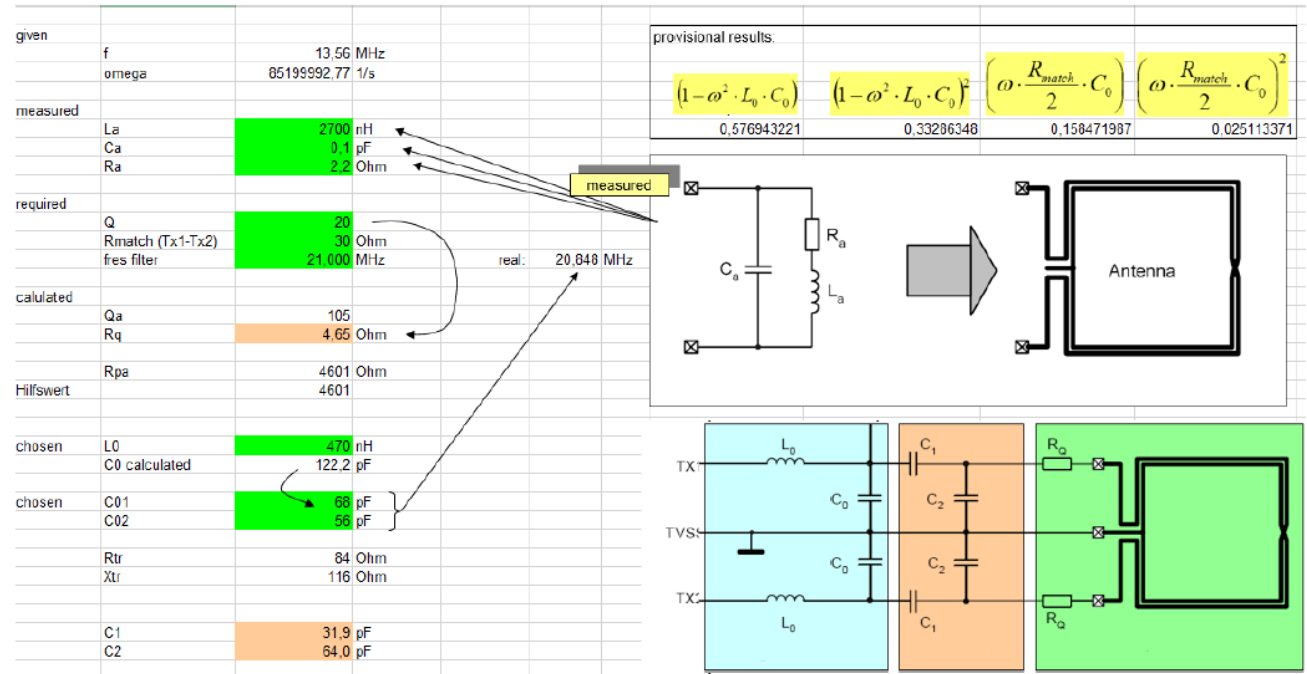 given
f 13,56 MHz
omega 85199992,77 1/s
measured
La 2700 nH
Ca 0,1 pF
Ra 2,2 Ohm
required
Q 20
Rmatch (Tx1-Tx2) 30 Ohm
fres filter 21,000 MHz real: 20,848 MHz
calulated
Qa 105
Rq 4,65 Ohm
Rpa 4601 Ohm
Hilfswert 4601
chosen L0 470 nH
C0 calculated 122,2 pF
chosen C01 68 pF
C02 56 pF
Rtr 84 Ohm
Xtr 116 Ohm
C1 31,9 pF
C2 64,0 pF
provisional results:
(1−ω²·L₀·C₀) (1−ω²·L₀·C₀)² (ω·R_match/2·C₀) (ω·R_match/2·C₀)²
0,576943221 0,33286348 0,158471987 0,025113371
measured
Ra
Ca
La
Antenna
L0 C1 RQ
TX1
C0 C2
TVSS
C0 C2
TX2
L0 C1 RQ